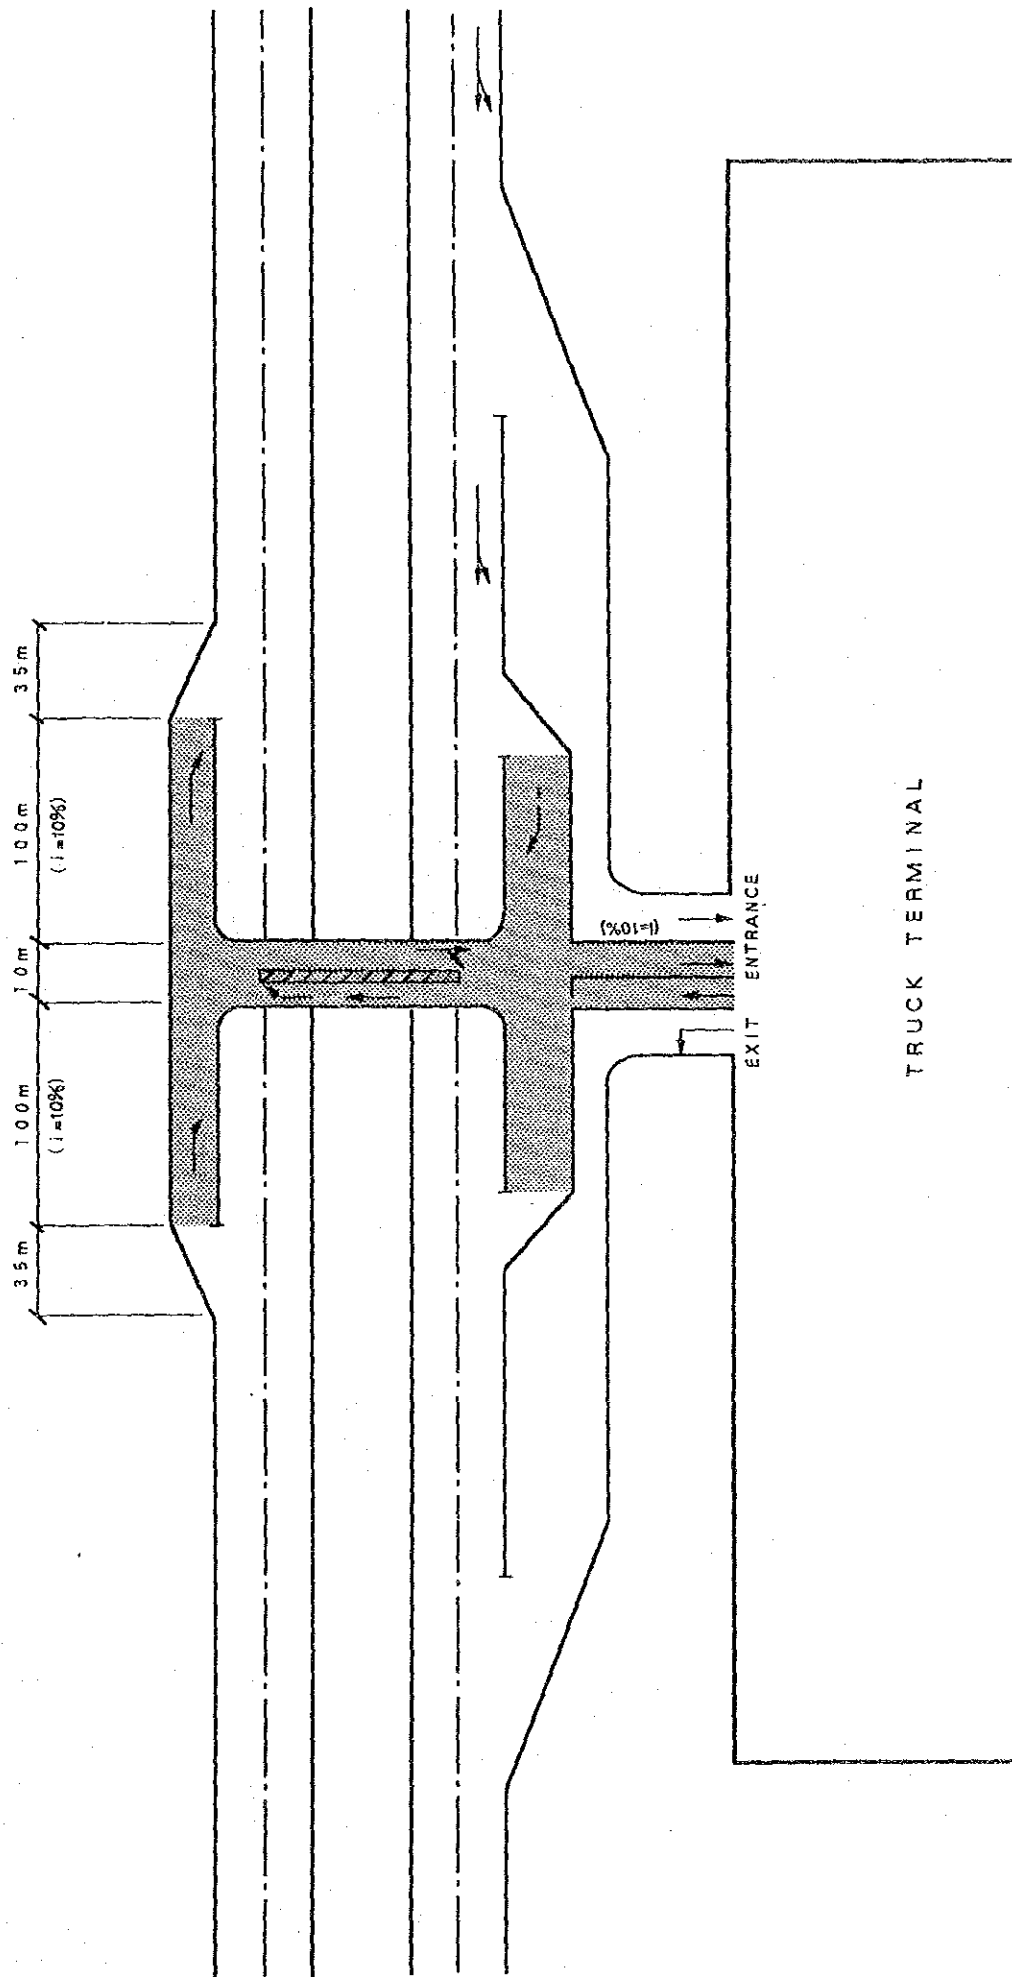 35m
100m
(i=10%)
10m
100m
(i=10%)
35m
(i=10%)
EXIT ENTRANCE
TRUCK TERMINAL